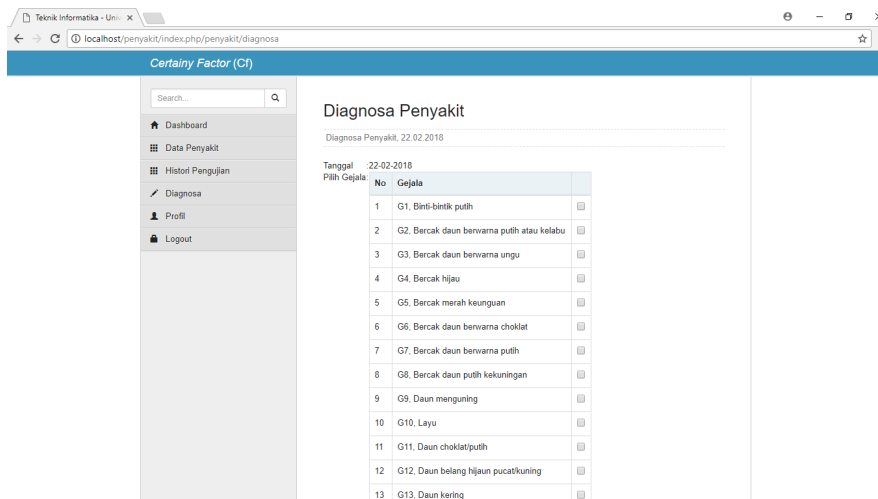 Teknik Informatika - Univ
localhost/penyakit/index.php/penyakit/diagnosa
Certainy Factor (Cf)
Search...
Dashboard
Data Penyakit
Histori Pengujian
Diagnosa
Profil
Logout
Diagnosa Penyakit
Diagnosa Penyakit, 22.02.2018
Tanggal :22-02-2018
Pilih Gejala:
No Gejala
1 G1, Binti-bintik putih
2 G2, Bercak daun berwarna putih atau kelabu
3 G3, Bercak daun berwarna ungu
4 G4, Bercak hijau
5 G5, Bercak merah keunguan
6 G6, Bercak daun berwarna choklat
7 G7, Bercak daun berwarna putih
8 G8, Bercak daun putih kekuningan
9 G9, Daun menguning
10 G10, Layu
11 G11, Daun choklat/putih
12 G12, Daun belang hijaun pucat/kuning
13 G13, Daun kering